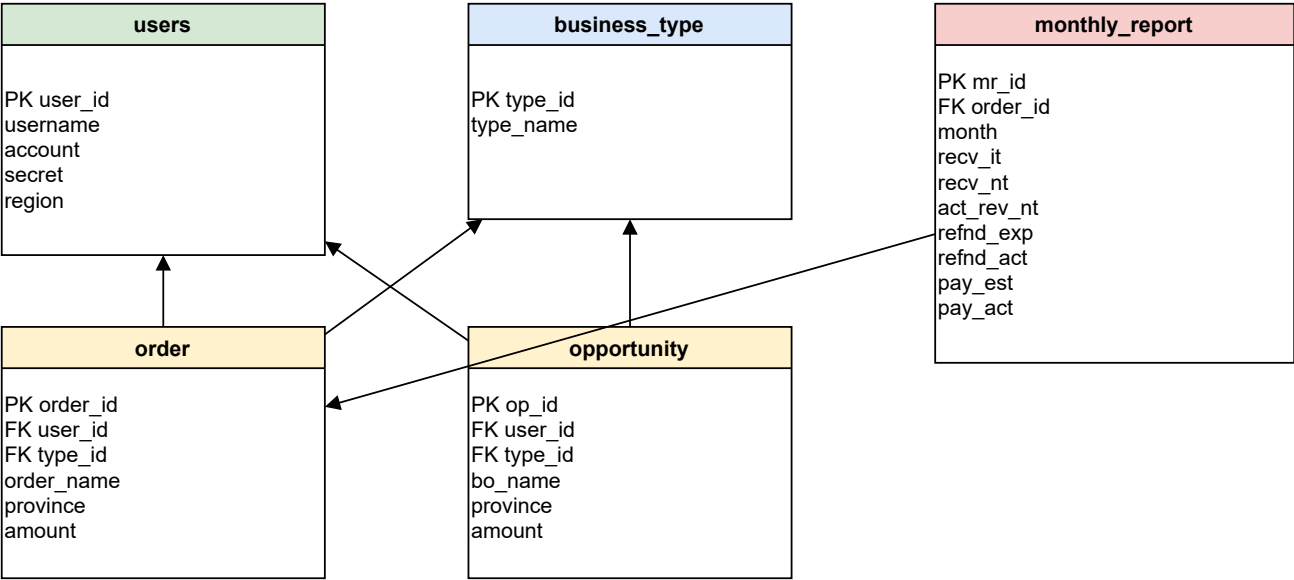 users
PK user_id
username
account
secret
region
business_type
PK type_id
type_name
monthly_report
PK mr_id
FK order_id
month
recv_it
recv_nt
act_rev_nt
refnd_exp
refnd_act
pay_est
pay_act
order
PK order_id
FK user_id
FK type_id
order_name
province
amount
opportunity
PK op_id
FK user_id
FK type_id
bo_name
province
amount